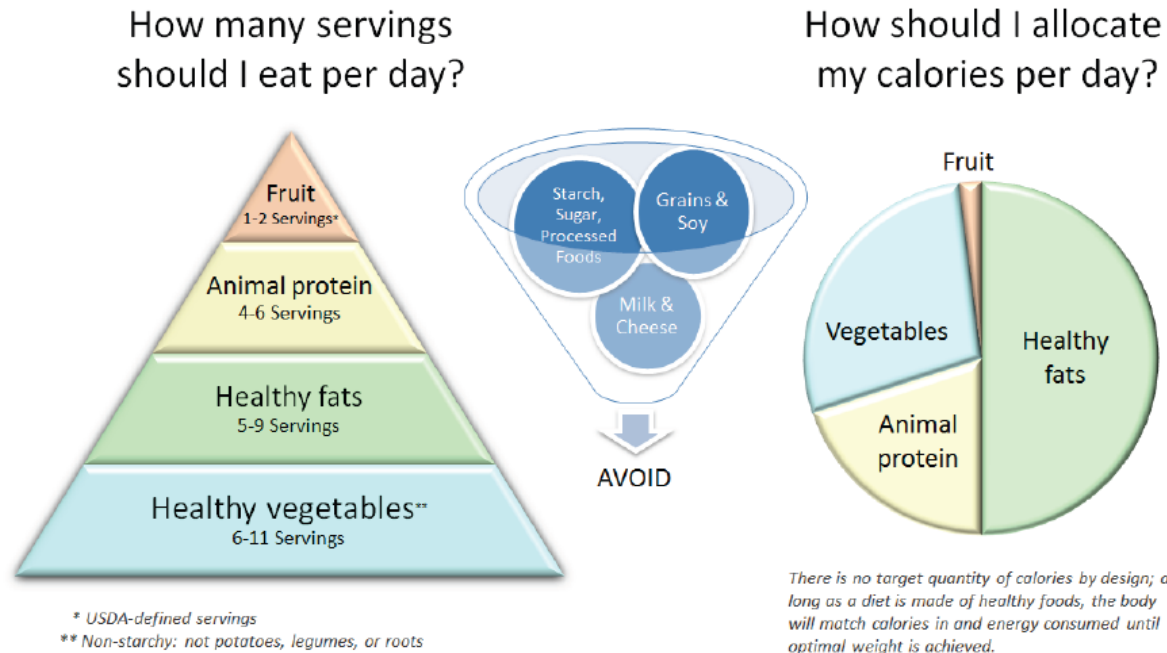 How many servings
should I eat per day?
Fruit
1-2 Servings*
Animal protein
4-6 Servings
Healthy fats
5-9 Servings
Healthy vegetables**
6-11 Servings
* USDA-defined servings
** Non-starchy: not potatoes, legumes, or roots
Starch,
Sugar,
Processed
Foods
Grains &
Soy
Milk &
Cheese
AVOID
How should I allocate
my calories per day?
Fruit
Vegetables
Healthy
fats
Animal
protein
There is no target quantity of calories by design;
long as a diet is made of healthy foods, the body
will match calories in and energy consumed until
optimal weight is achieved.